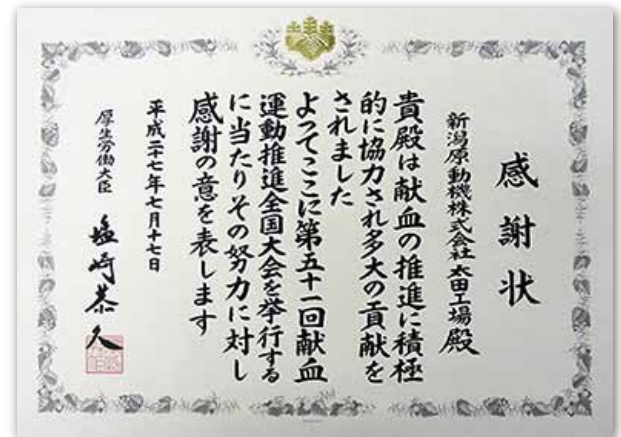 感謝状
新潟原動機株式会社 太田工場 殿
貴殿は献血の推進に積極
的に協力され多大の貢献を
されました
よってここに第五十一回献血
運動推進全国大会を挙行する
に当たりその努力に対し
感謝の意を表します
平成二十七年七月十七日
厚生労働大臣 塩崎恭久